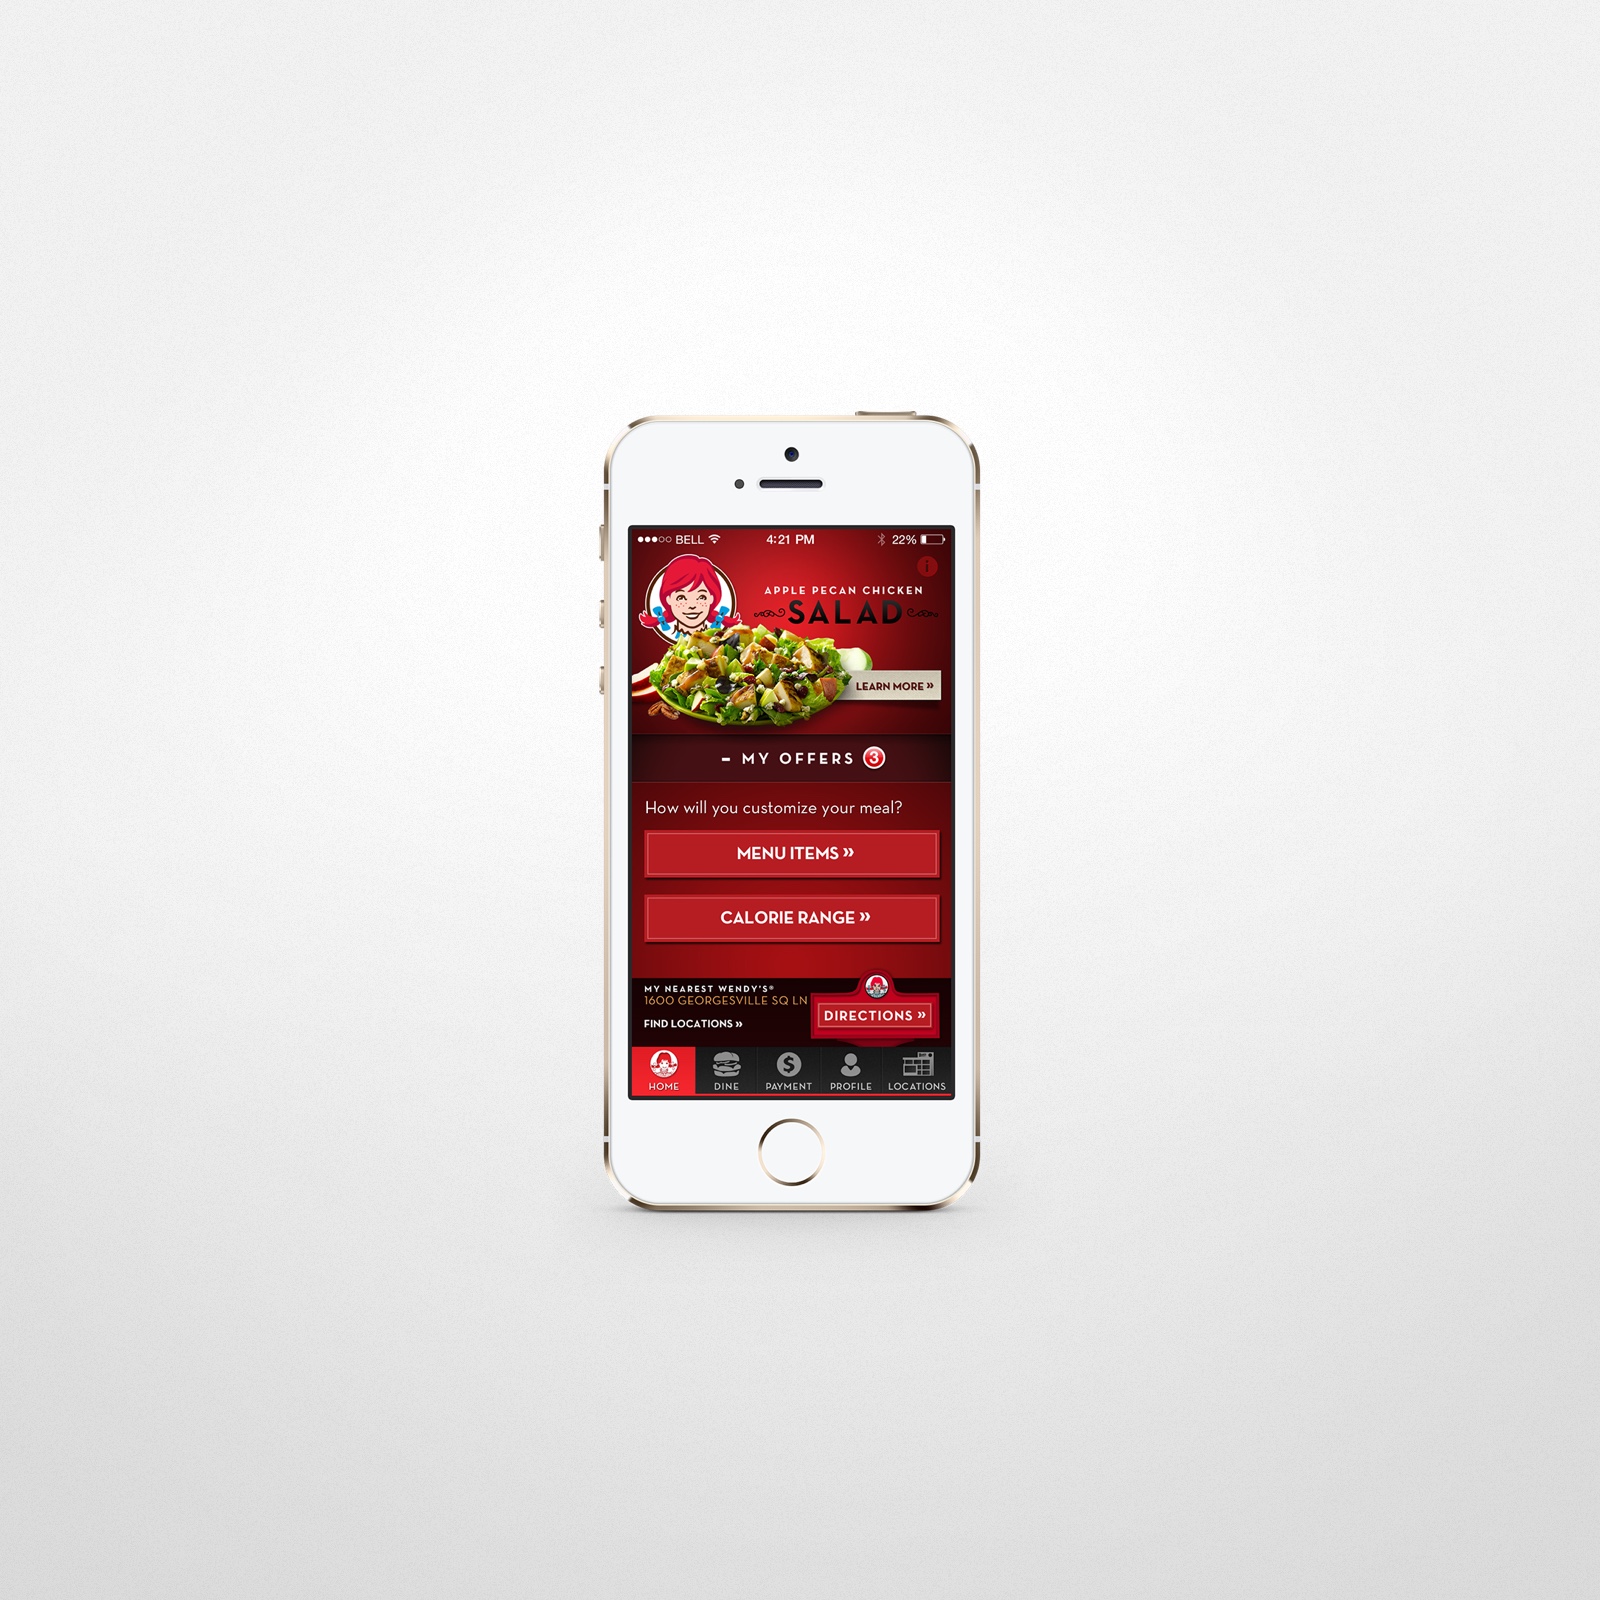 BELL 4:21 PM 22%
i
APPLE PECAN CHICKEN
SALAD
LEARN MORE »
– MY OFFERS 3
How will you customize your meal?
MENU ITEMS »
CALORIE RANGE »
MY NEAREST WENDY'S®
1600 GEORGESVILLE SQ LN
FIND LOCATIONS »
DIRECTIONS »
HOME DINE $ PAYMENT PROFILE LOCATIONS